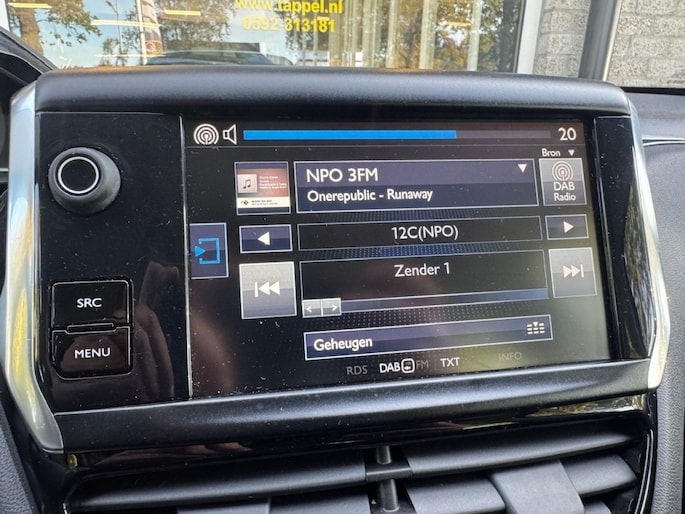 www.tappel.nl
0592-313181
20
Bron
NPO 3FM
Onerepublic - Runaway
DAB
Radio
12C(NPO)
Zender 1
SRC
MENU
Geheugen
RDS DAB FM TXT INFO